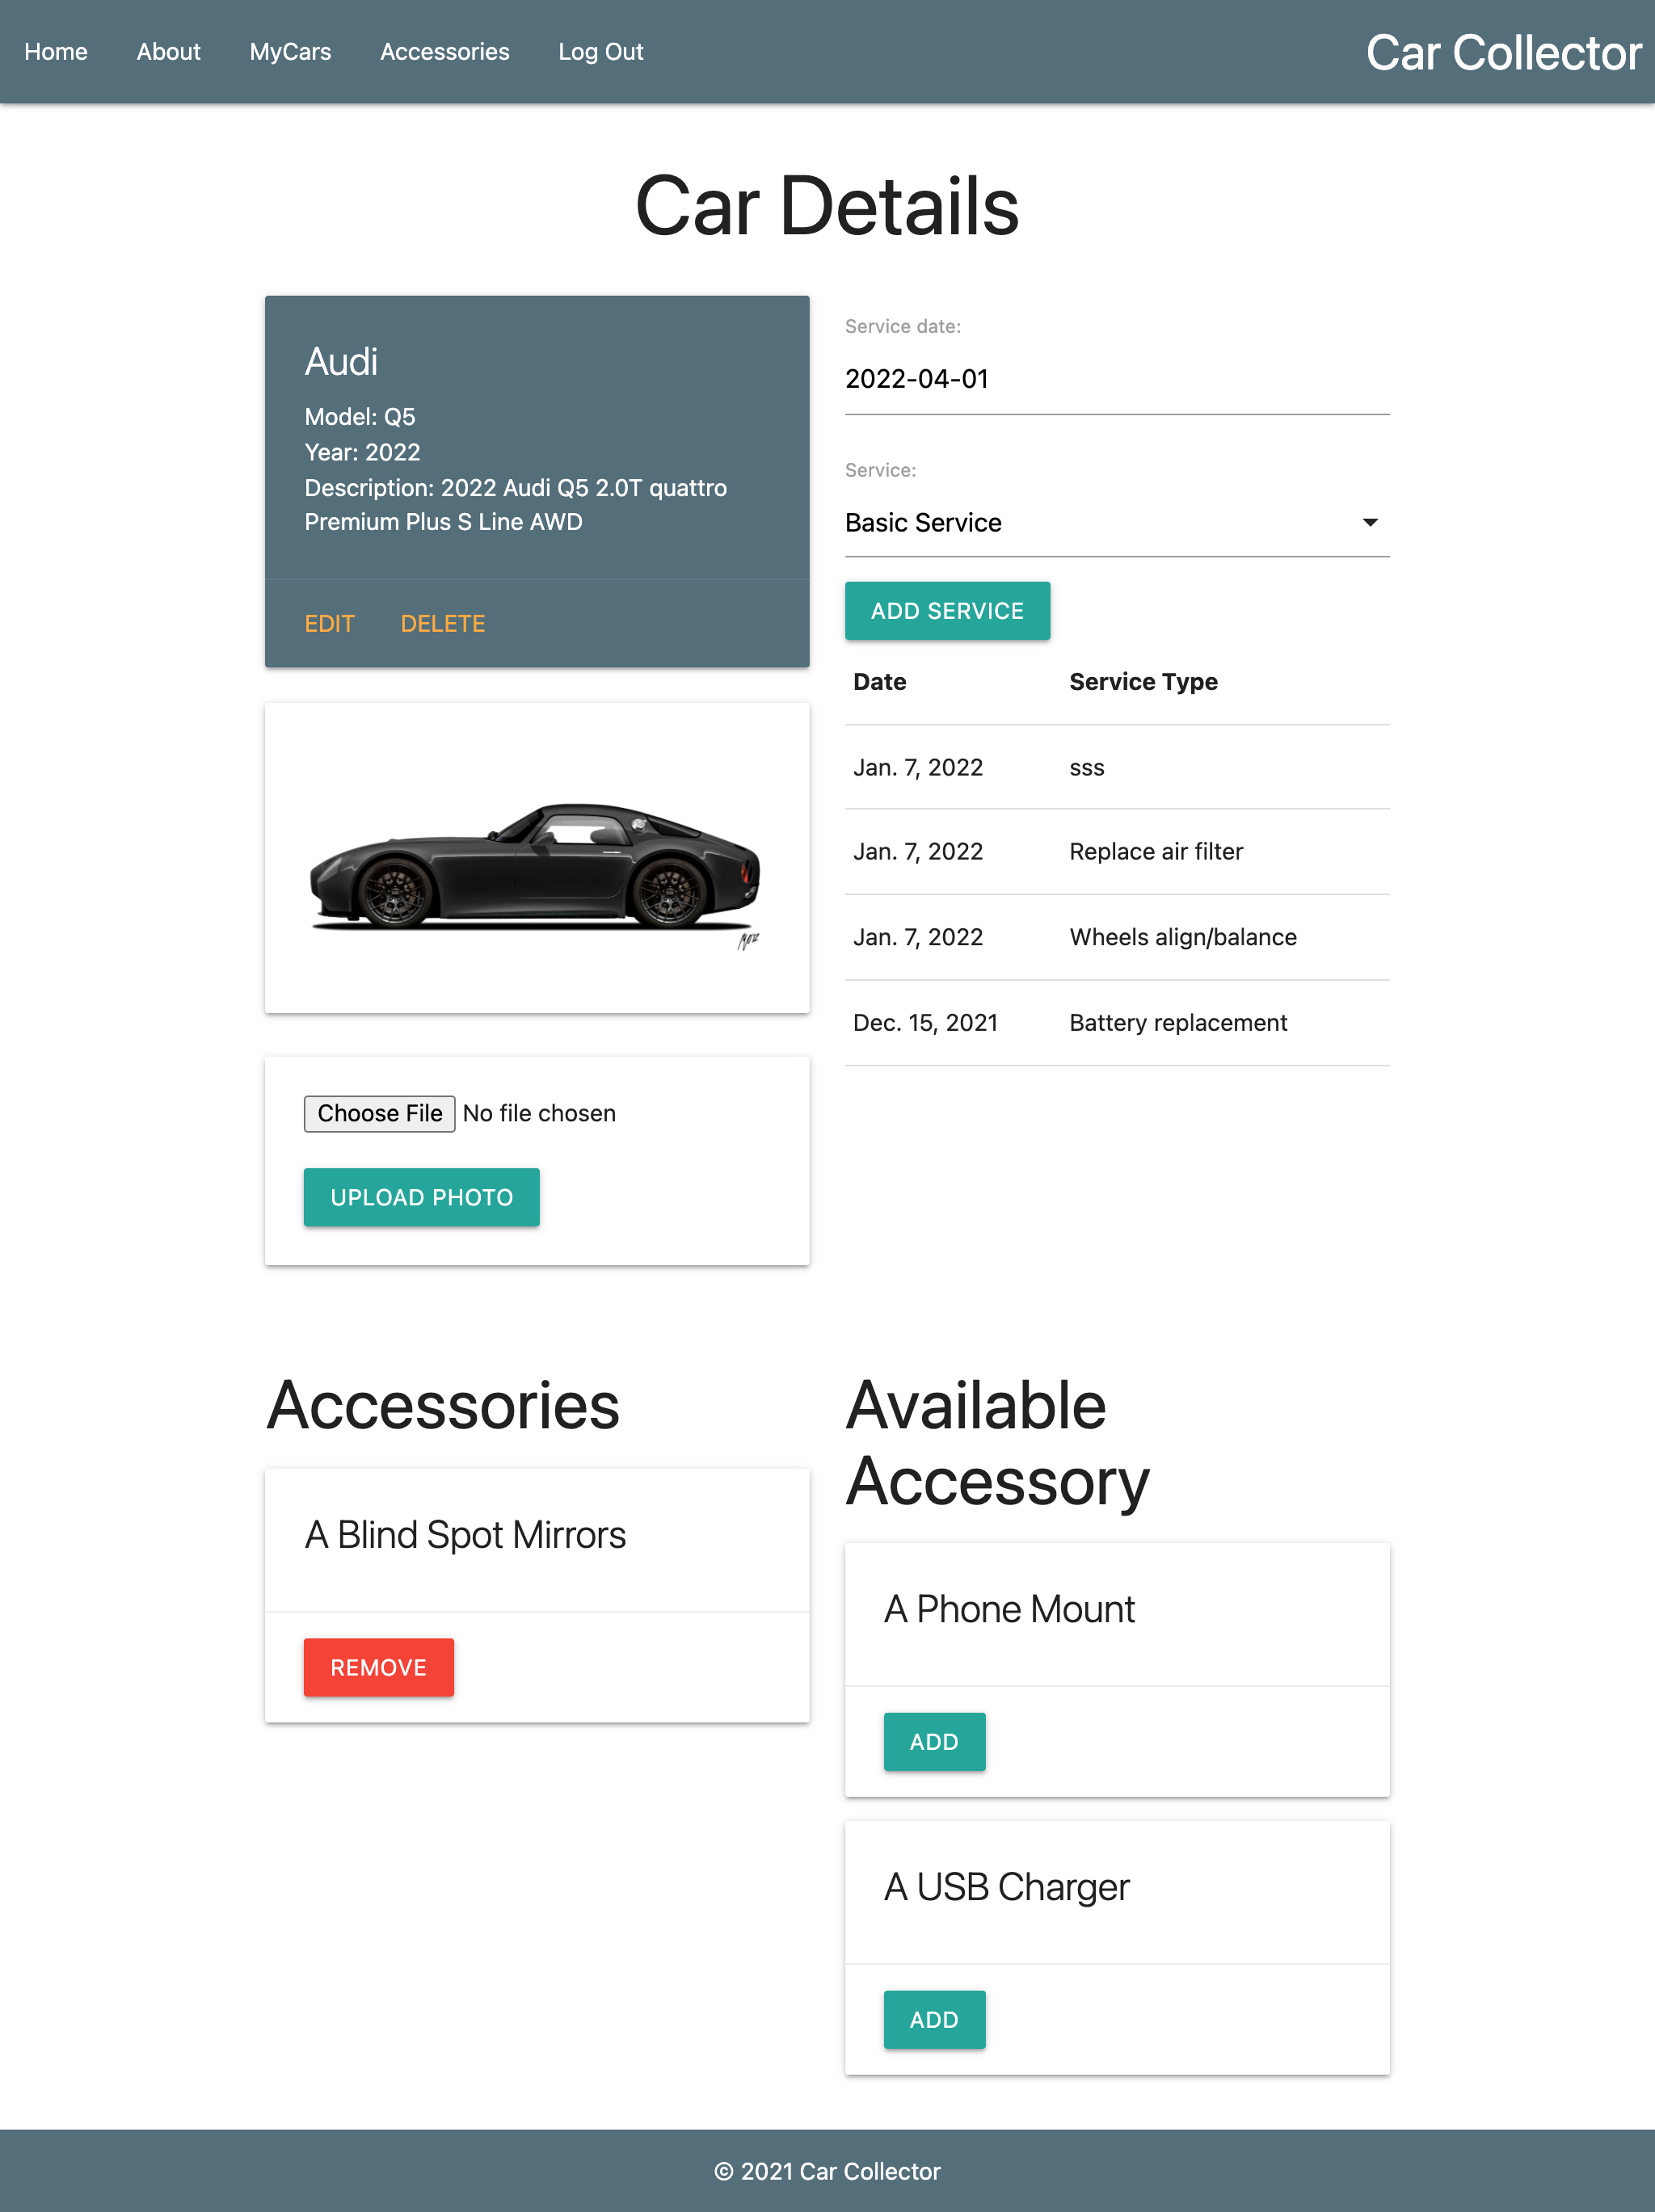 Home About MyCars Accessories Log Out Car Collector
Car Details
Audi
Model: Q5
Year: 2022
Description: 2022 Audi Q5 2.0T quattro
Premium Plus S Line AWD
EDIT DELETE
Choose File No file chosen
UPLOAD PHOTO
Service date:
2022-04-01
Service:
Basic Service
ADD SERVICE
Date Service Type
Jan. 7, 2022 sss
Jan. 7, 2022 Replace air filter
Jan. 7, 2022 Wheels align/balance
Dec. 15, 2021 Battery replacement
Accessories
A Blind Spot Mirrors
REMOVE
Available
Accessory
A Phone Mount
ADD
A USB Charger
ADD
© 2021 Car Collector